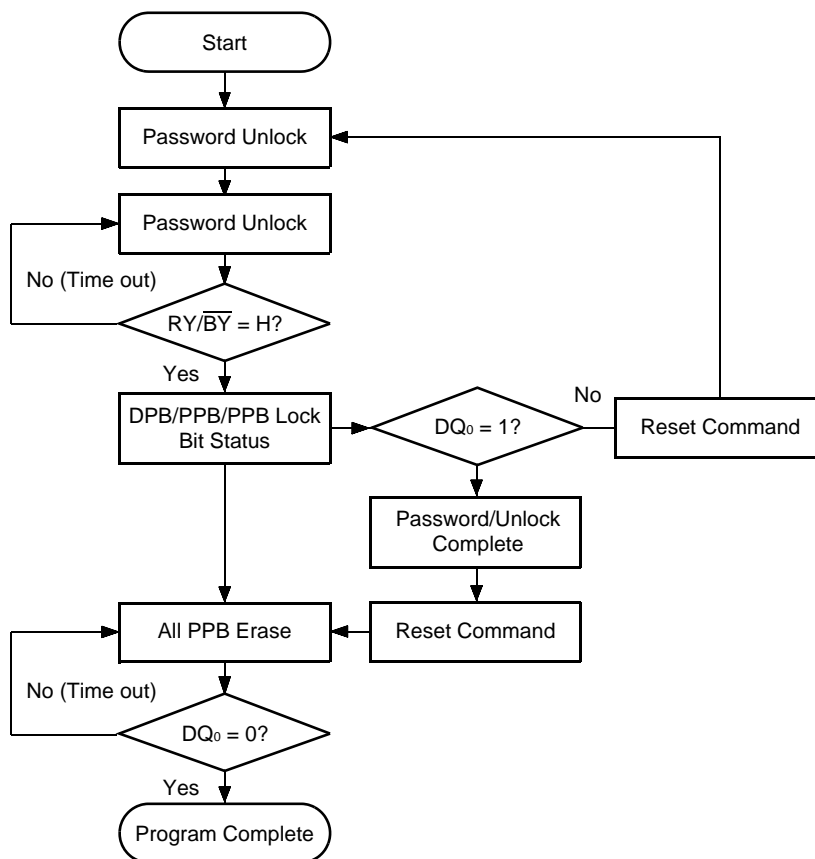 Start
Password Unlock
Password Unlock
No (Time out)
RY/B̅Y̅ = H?
Yes
DPB/PPB/PPB Lock
Bit Status
DQ₀ = 1?
No
Reset Command
Password/Unlock
Complete
All PPB Erase
Reset Command
No (Time out)
DQ₀ = 0?
Yes
Program Complete